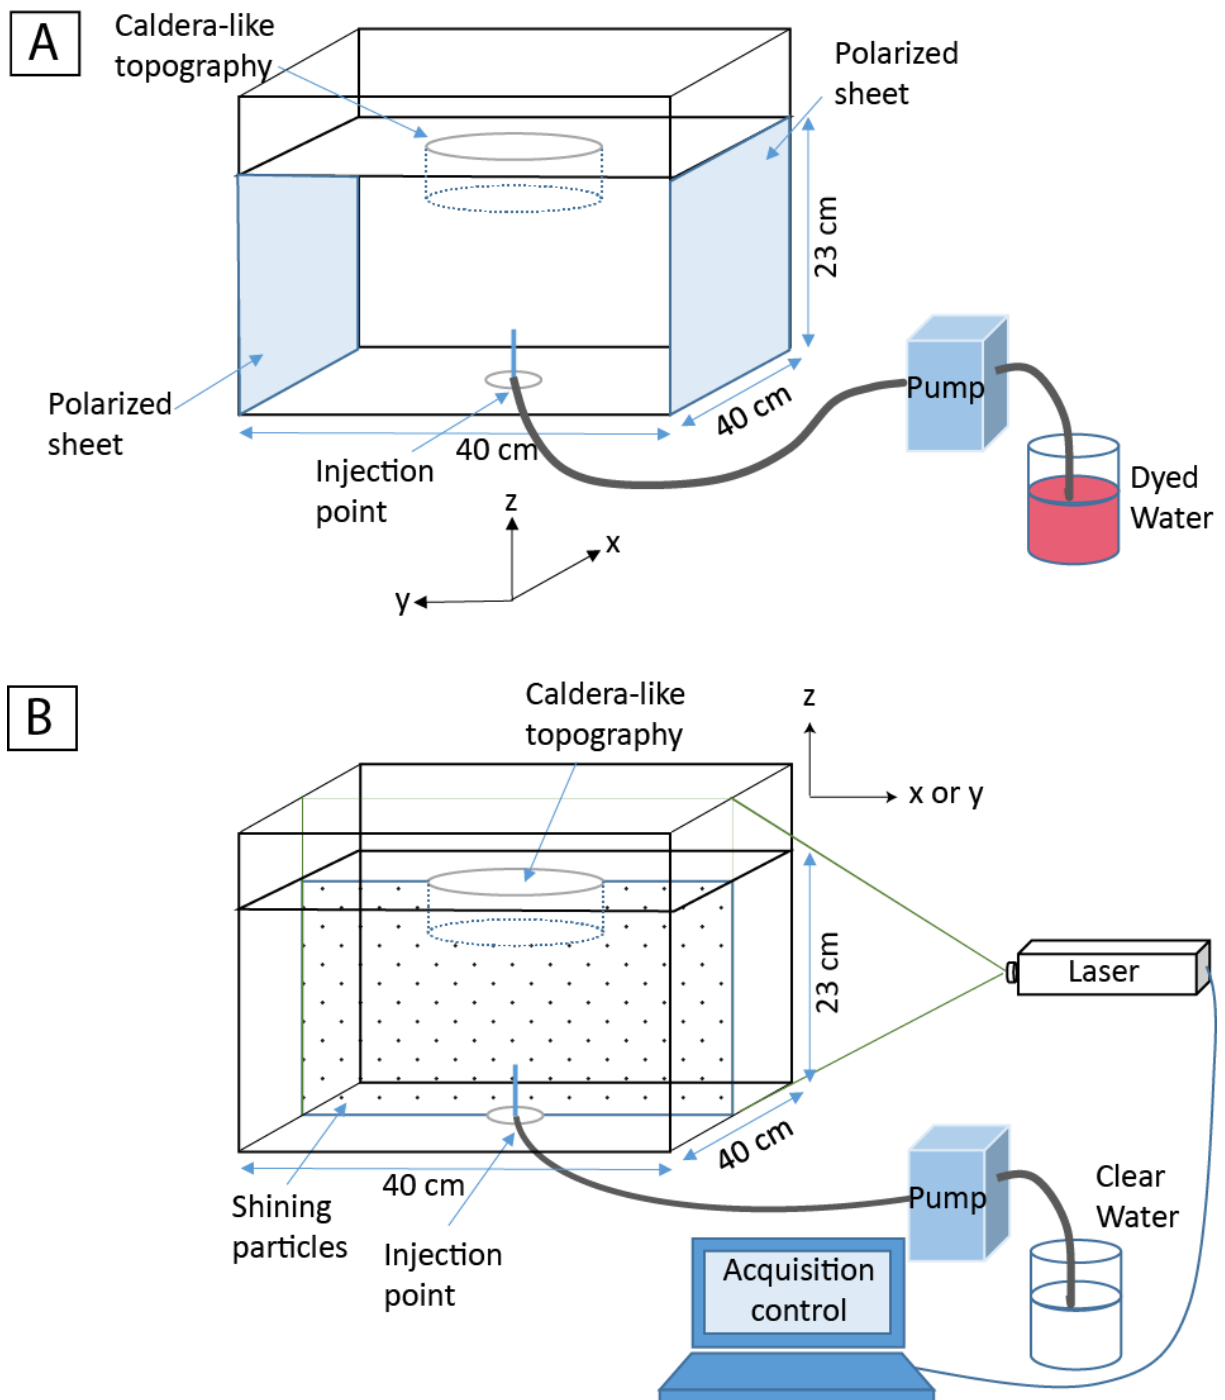 A
Caldera-like
topography
Polarized
sheet
23 cm
Pump
Polarized
sheet
40 cm
40 cm
Injection
point
Dyed
Water
z
x
y
B
Caldera-like
topography
z
x or y
Laser
23 cm
40 cm
40 cm
Shining
particles
Injection
point
Pump
Clear
Water
Acquisition
control